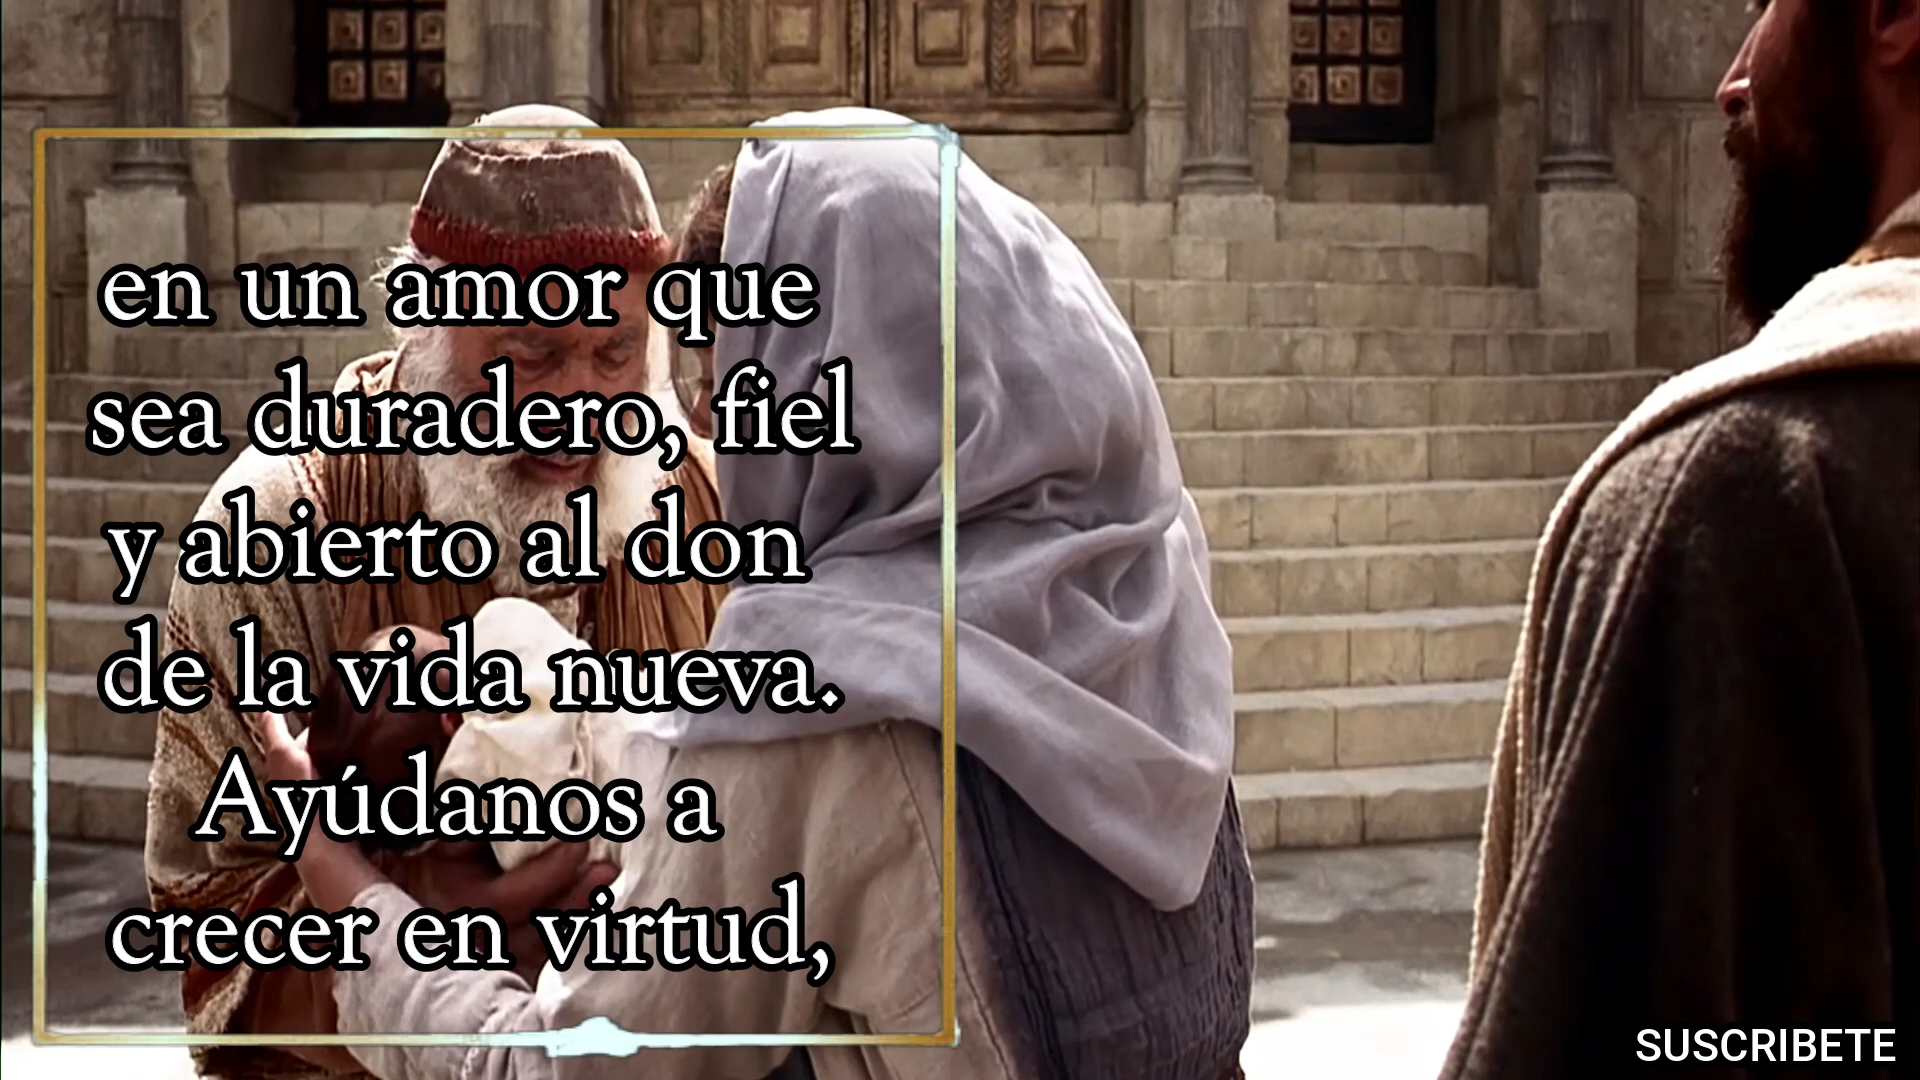 en un amor que
sea duradero, fiel
y abierto al don
de la vida nueva.
Ayúdanos a
crecer en virtud,
SUSCRIBETE